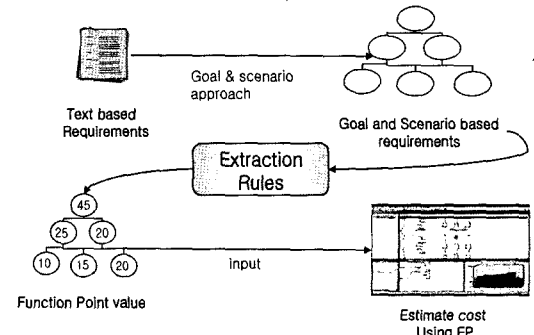 Goal & scenario
approach
Text based
Requirements
Goal and Scenario based
requirements
Extraction
Rules
45
25 20
10 15 20
input
Function Point value
Estimate cost
Using FP